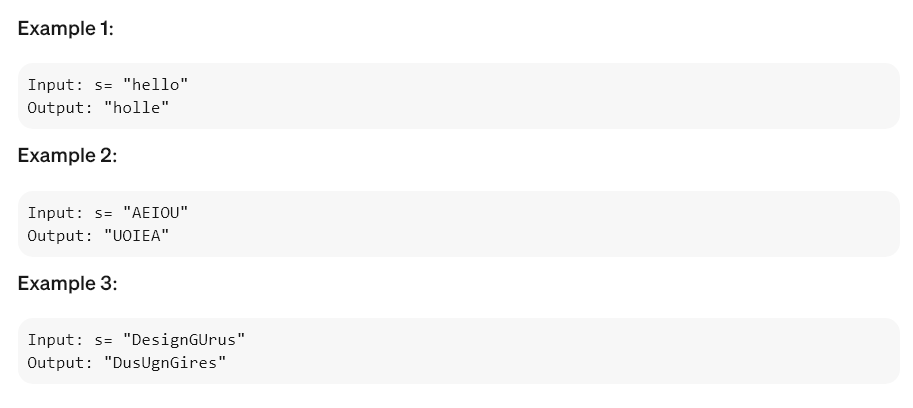 Example 1:
Input: s= "hello"
Output: "holle"
Example 2:
Input: s= "AEIOU"
Output: "UOIEA"
Example 3:
Input: s= "DesignGUrus"
Output: "DusUgnGires"